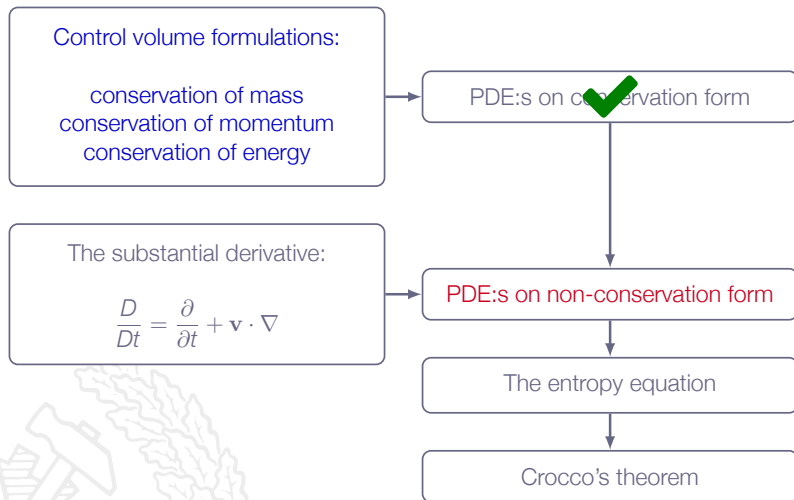 Control volume formulations:
conservation of mass
conservation of momentum
conservation of energy
PDE:s on conservation form
The substantial derivative:
D/Dt = ∂/∂t + v · ∇
PDE:s on non-conservation form
The entropy equation
Crocco's theorem